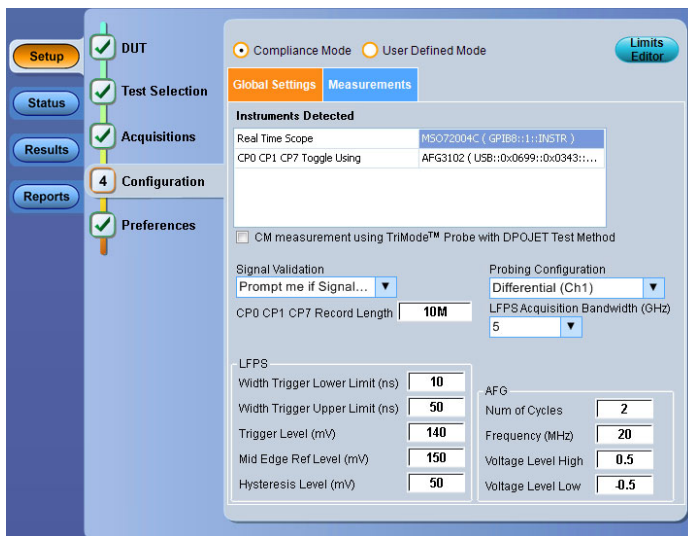 Setup
Status
Results
Reports
DUT
Test Selection
Acquisitions
4 Configuration
Preferences
Compliance Mode
User Defined Mode
Limits
Editor
Global Settings
Measurements
Instruments Detected
Real Time Scope MSO72004C ( GPIB8::1::INSTR )
CP0 CP1 CP7 Toggle Using AFG3102 ( USB::0x0699::0x0343::...
CM measurement using TriMode™ Probe with DPOJET Test Method
Signal Validation
Prompt me if Signal...
CP0 CP1 CP7 Record Length 10M
Probing Configuration
Differential (Ch1)
LFPS Acquisition Bandwidth (GHz)
5
LFPS
Width Trigger Lower Limit (ns) 10
Width Trigger Upper Limit (ns) 50
Trigger Level (mV) 140
Mid Edge Ref Level (mV) 150
Hysteresis Level (mV) 50
AFG
Num of Cycles 2
Frequency (MHz) 20
Voltage Level High 0.5
Voltage Level Low -0.5